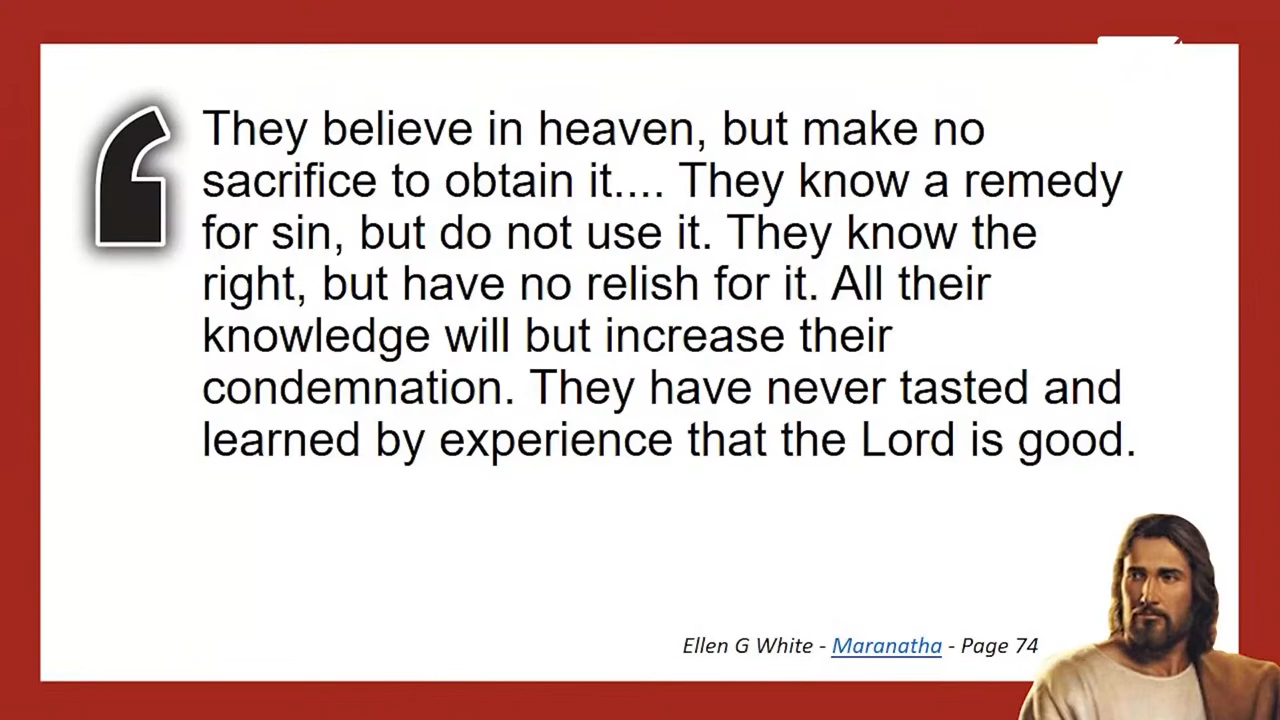 They believe in heaven, but make no
sacrifice to obtain it.... They know a remedy
for sin, but do not use it. They know the
right, but have no relish for it. All their
knowledge will but increase their
condemnation. They have never tasted and
learned by experience that the Lord is good.
Ellen G White - Maranatha - Page 74